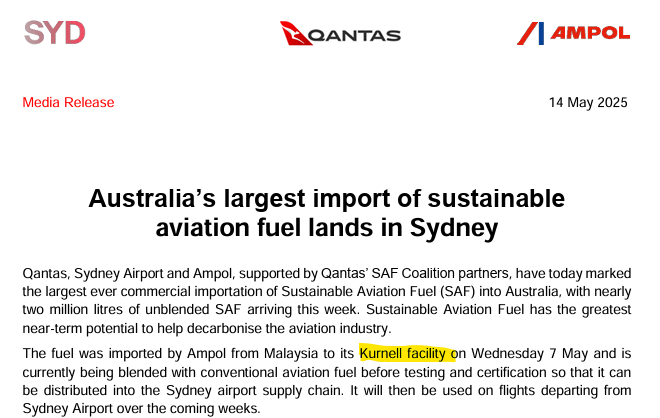 SYD QANTAS AMPOL
Media Release 14 May 2025
Australia's largest import of sustainable
aviation fuel lands in Sydney
Qantas, Sydney Airport and Ampol, supported by Qantas' SAF Coalition partners, have today marked
the largest ever commercial importation of Sustainable Aviation Fuel (SAF) into Australia, with nearly
two million litres of unblended SAF arriving this week. Sustainable Aviation Fuel has the greatest
near-term potential to help decarbonise the aviation industry.
The fuel was imported by Ampol from Malaysia to its Kurnell facility on Wednesday 7 May and is
currently being blended with conventional aviation fuel before testing and certification so that it can
be distributed into the Sydney airport supply chain. It will then be used on flights departing from
Sydney Airport over the coming weeks.